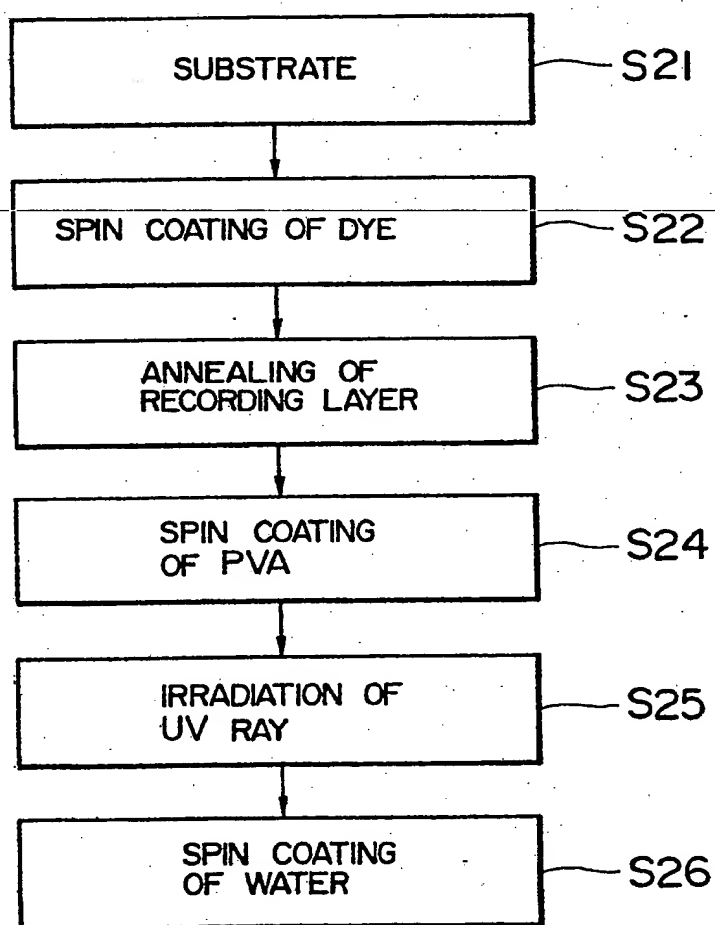 SUBSTRATE
S21
SPIN COATING OF DYE
S22
ANNEALING OF
RECORDING LAYER
S23
SPIN COATING
OF PVA
S24
IRRADIATION OF
UV RAY
S25
SPIN COATING
OF WATER
S26